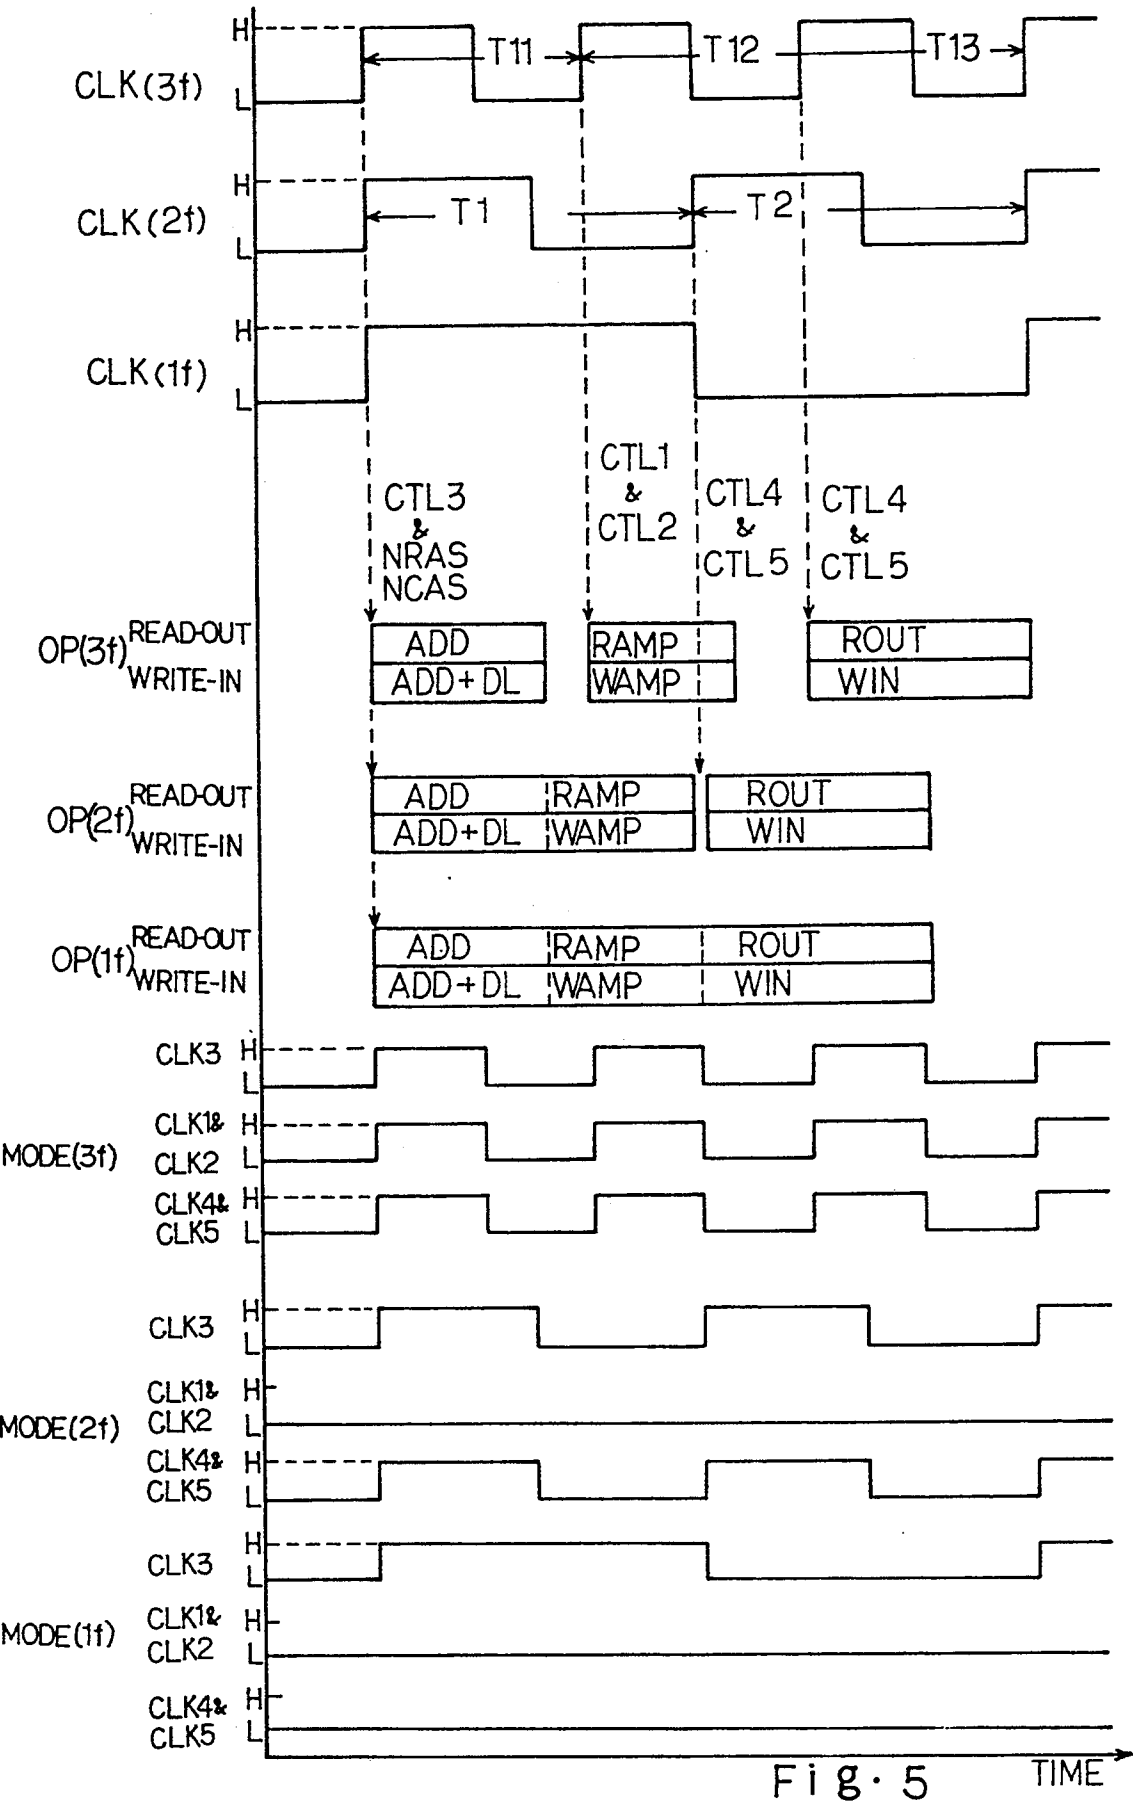 H
T11
T12
T13
CLK(3f)
L
H
T1
T2
CLK(2f)
L
H
CLK(1f)
L
CTL3
&
NRAS
NCAS
CTL1
&
CTL2
CTL4
&
CTL5
CTL4
&
CTL5
OP(3f)
READ-OUT
ADD
RAMP
ROUT
WRITE-IN
ADD+DL
WAMP
WIN
OP(2f)
READ-OUT
ADD
RAMP
ROUT
WRITE-IN
ADD+DL
WAMP
WIN
OP(1f)
READ-OUT
ADD
RAMP
ROUT
WRITE-IN
ADD+DL
WAMP
WIN
CLK3
H
L
MODE(3f)
CLK1&
H
CLK2
L
CLK4&
H
CLK5
L
CLK3
H
L
MODE(2f)
CLK1&
H
CLK2
L
CLK4&
H
CLK5
L
CLK3
H
L
MODE(1f)
CLK1&
H
CLK2
L
CLK4&
H
CLK5
L
TIME
Fig. 5